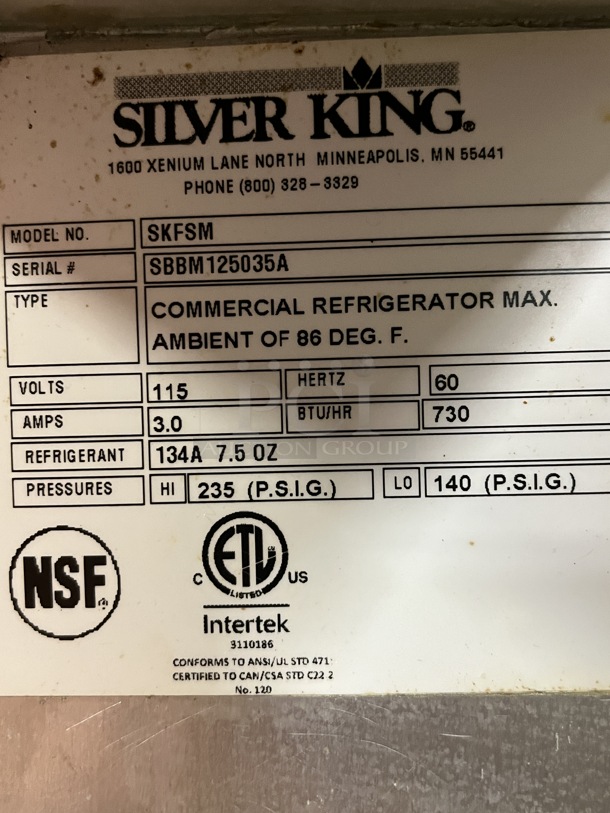 SILVER KING®
1600 XENIUM LANE NORTH MINNEAPOLIS, MN 55441
PHONE (800) 328-3329
MODEL NO. SKFSM
SERIAL # SBBM125035A
TYPE COMMERCIAL REFRIGERATOR MAX.
AMBIENT OF 86 DEG. F.
VOLTS 115 HERTZ 60
AMPS 3.0 BTU/HR 730
PCI
AUCTION GROUP
REFRIGERANT 134A 7.5 OZ
PRESSURES HI 235 (P.S.I.G.) LO 140 (P.S.I.G.)
NSF
C ETL US
LISTED
Intertek
3110186
CONFORMS TO ANSI/UL STD 471
CERTIFIED TO CAN/CSA STD C22 2
No. 120